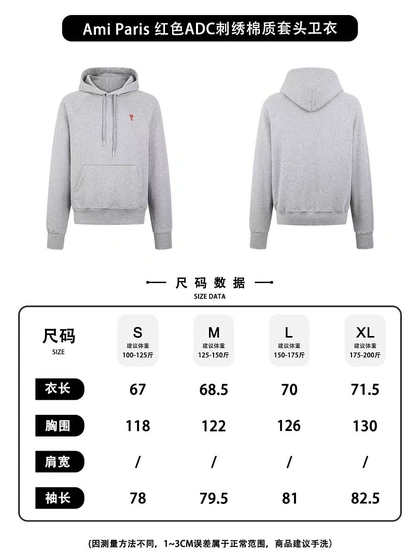 Ami Paris 红色ADC刺绣棉质套头卫衣
尺码数据
SIZE DATA
尺码 SIZE S 建议体重 100-125斤 M 建议体重 125-150斤 L 建议体重 150-175斤 XL 建议体重 175-200斤
衣长 67 68.5 70 71.5
胸围 118 122 126 130
肩宽 / / / /
袖长 78 79.5 81 82.5
(因测量方法不同，1~3CM误差属于正常范围，商品建议手洗)